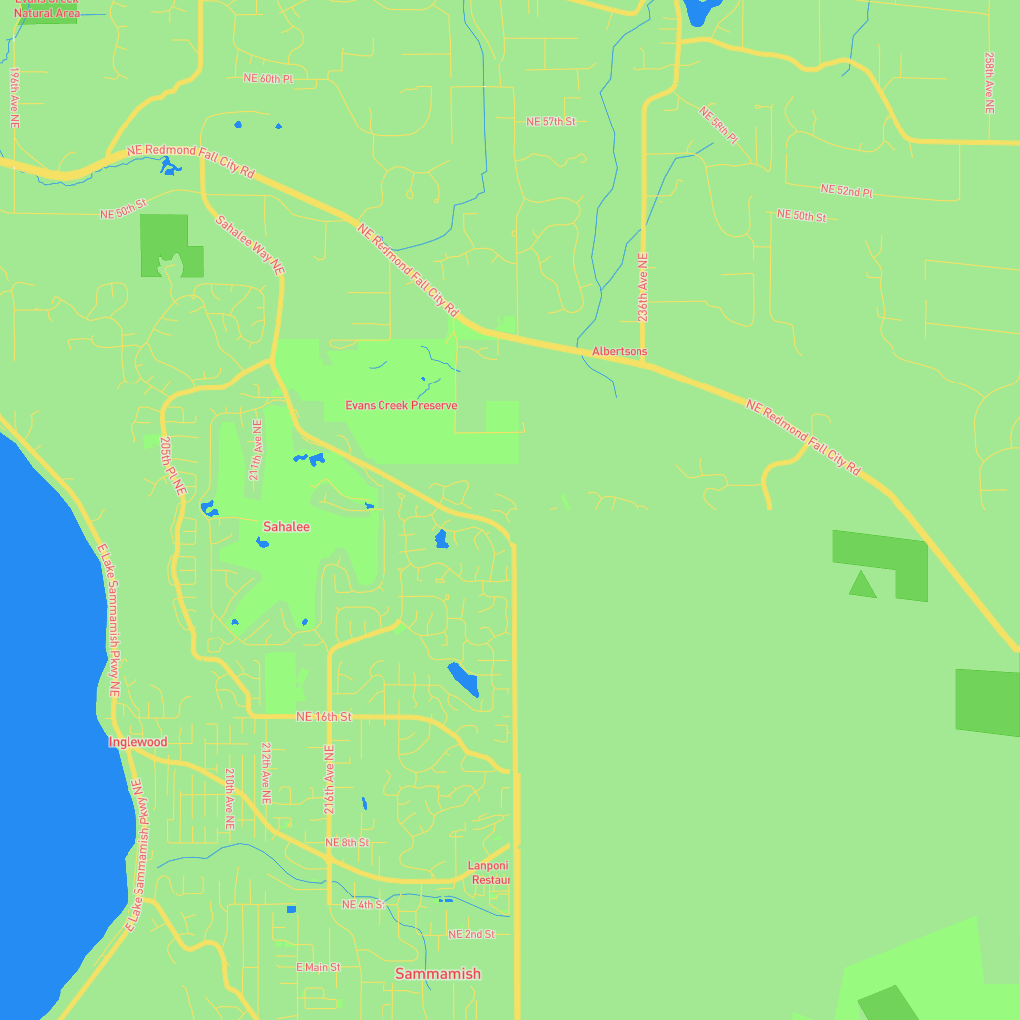 Evans Creek
Natural Area
196th Ave NE
NE 60th Pl
258th Ave NE
NE 57th St
NE 58th Pl
NE Redmond Fall City Rd
NE 52nd Pl
NE 50th St
NE 50th St
Sahalee Way NE
NE Redmond Fall City Rd
236th Ave NE
Albertsons
Evans Creek Preserve
NE Redmond Fall City Rd
211th Ave NE
205th Pl NE
Sahalee
E Lake Sammamish Pkwy NE
NE 16th St
Inglewood
212th Ave NE
216th Ave NE
210th Ave NE
E Lake Sammamish Pkwy NE
NE 8th St
Lanponi
Restaur
NE 4th S
NE 2nd St
E Main St
Sammamish